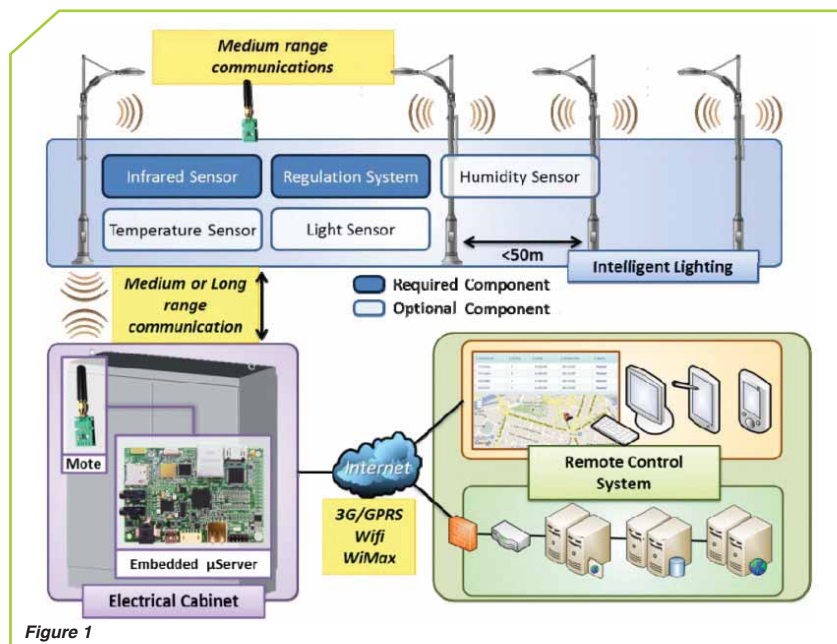 Medium range
communications
Infrared Sensor
Regulation System
Humidity Sensor
Temperature Sensor
Light Sensor
<50m
Intelligent Lighting
Medium or Long
range
communication
Required Component
Optional Component
Mote
Embedded µServer
Electrical Cabinet
Internet
3G/GPRS
Wifi
WiMax
Remote Control
System
Figure 1